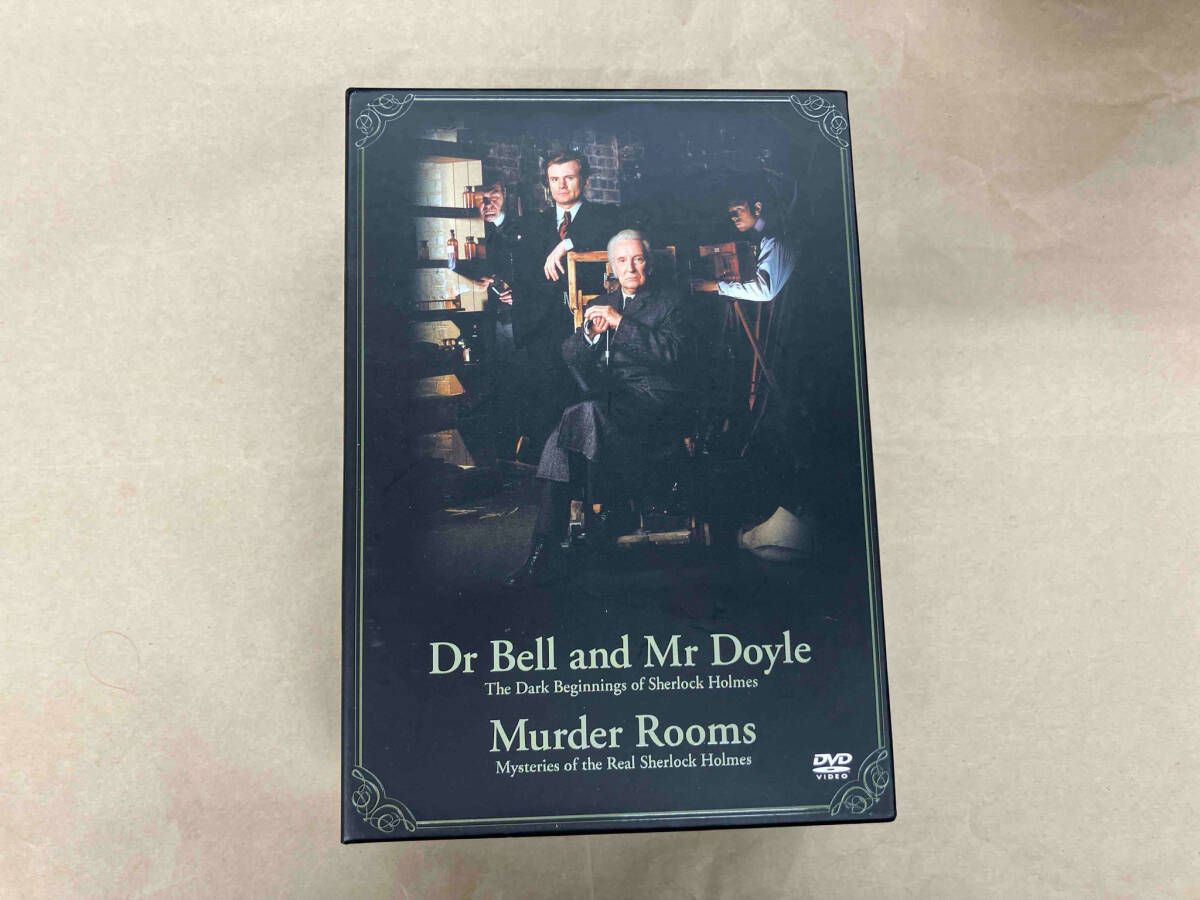 Dr Bell and Mr Doyle
The Dark Beginnings of Sherlock Holmes
Murder Rooms
Mysteries of the Real Sherlock Holmes
DVD
VIDEO